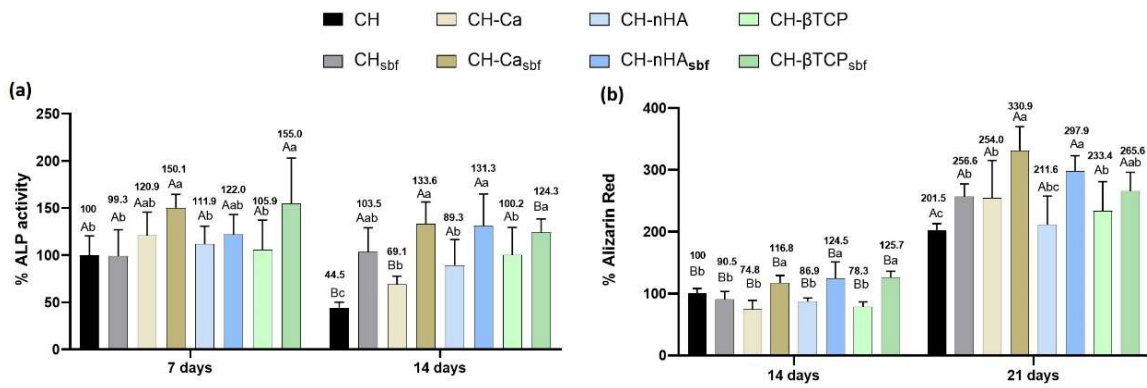 CH CH-Ca CH-nHA CH-βTCP
CHsbf CH-Casbf CH-nHAsbf CH-βTCPsbf
(a)
% ALP activity
250
200
150
100
50
0
100
Ab
99.3
Ab
120.9
Aab
150.1
Aa
111.9
Ab
122.0
Aab
105.9
Ab
155.0
Aa
44.5
Bc
103.5
Aab
69.1
Bb
133.6
Aa
89.3
Ab
131.3
Aa
100.2
Ab
124.3
Ba
7 days
14 days
(b)
% Alizarin Red
400
300
200
100
0
100
Bb
90.5
Bb
74.8
Bb
116.8
Ba
86.9
Bb
124.5
Ba
78.3
Bb
125.7
Ba
201.5
Ac
256.6
Ab
254.0
Ab
330.9
Aa
211.6
Abc
297.9
Aa
233.4
Ab
265.6
Aab
14 days
21 days